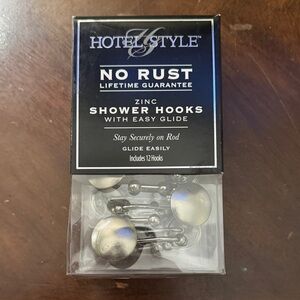 HOTEL STYLE™
NO RUST
LIFETIME GUARANTEE
ZINC
SHOWER HOOKS
WITH EASY GLIDE
Stay Securely on Rod
GLIDE EASILY
Includes 12 Hooks